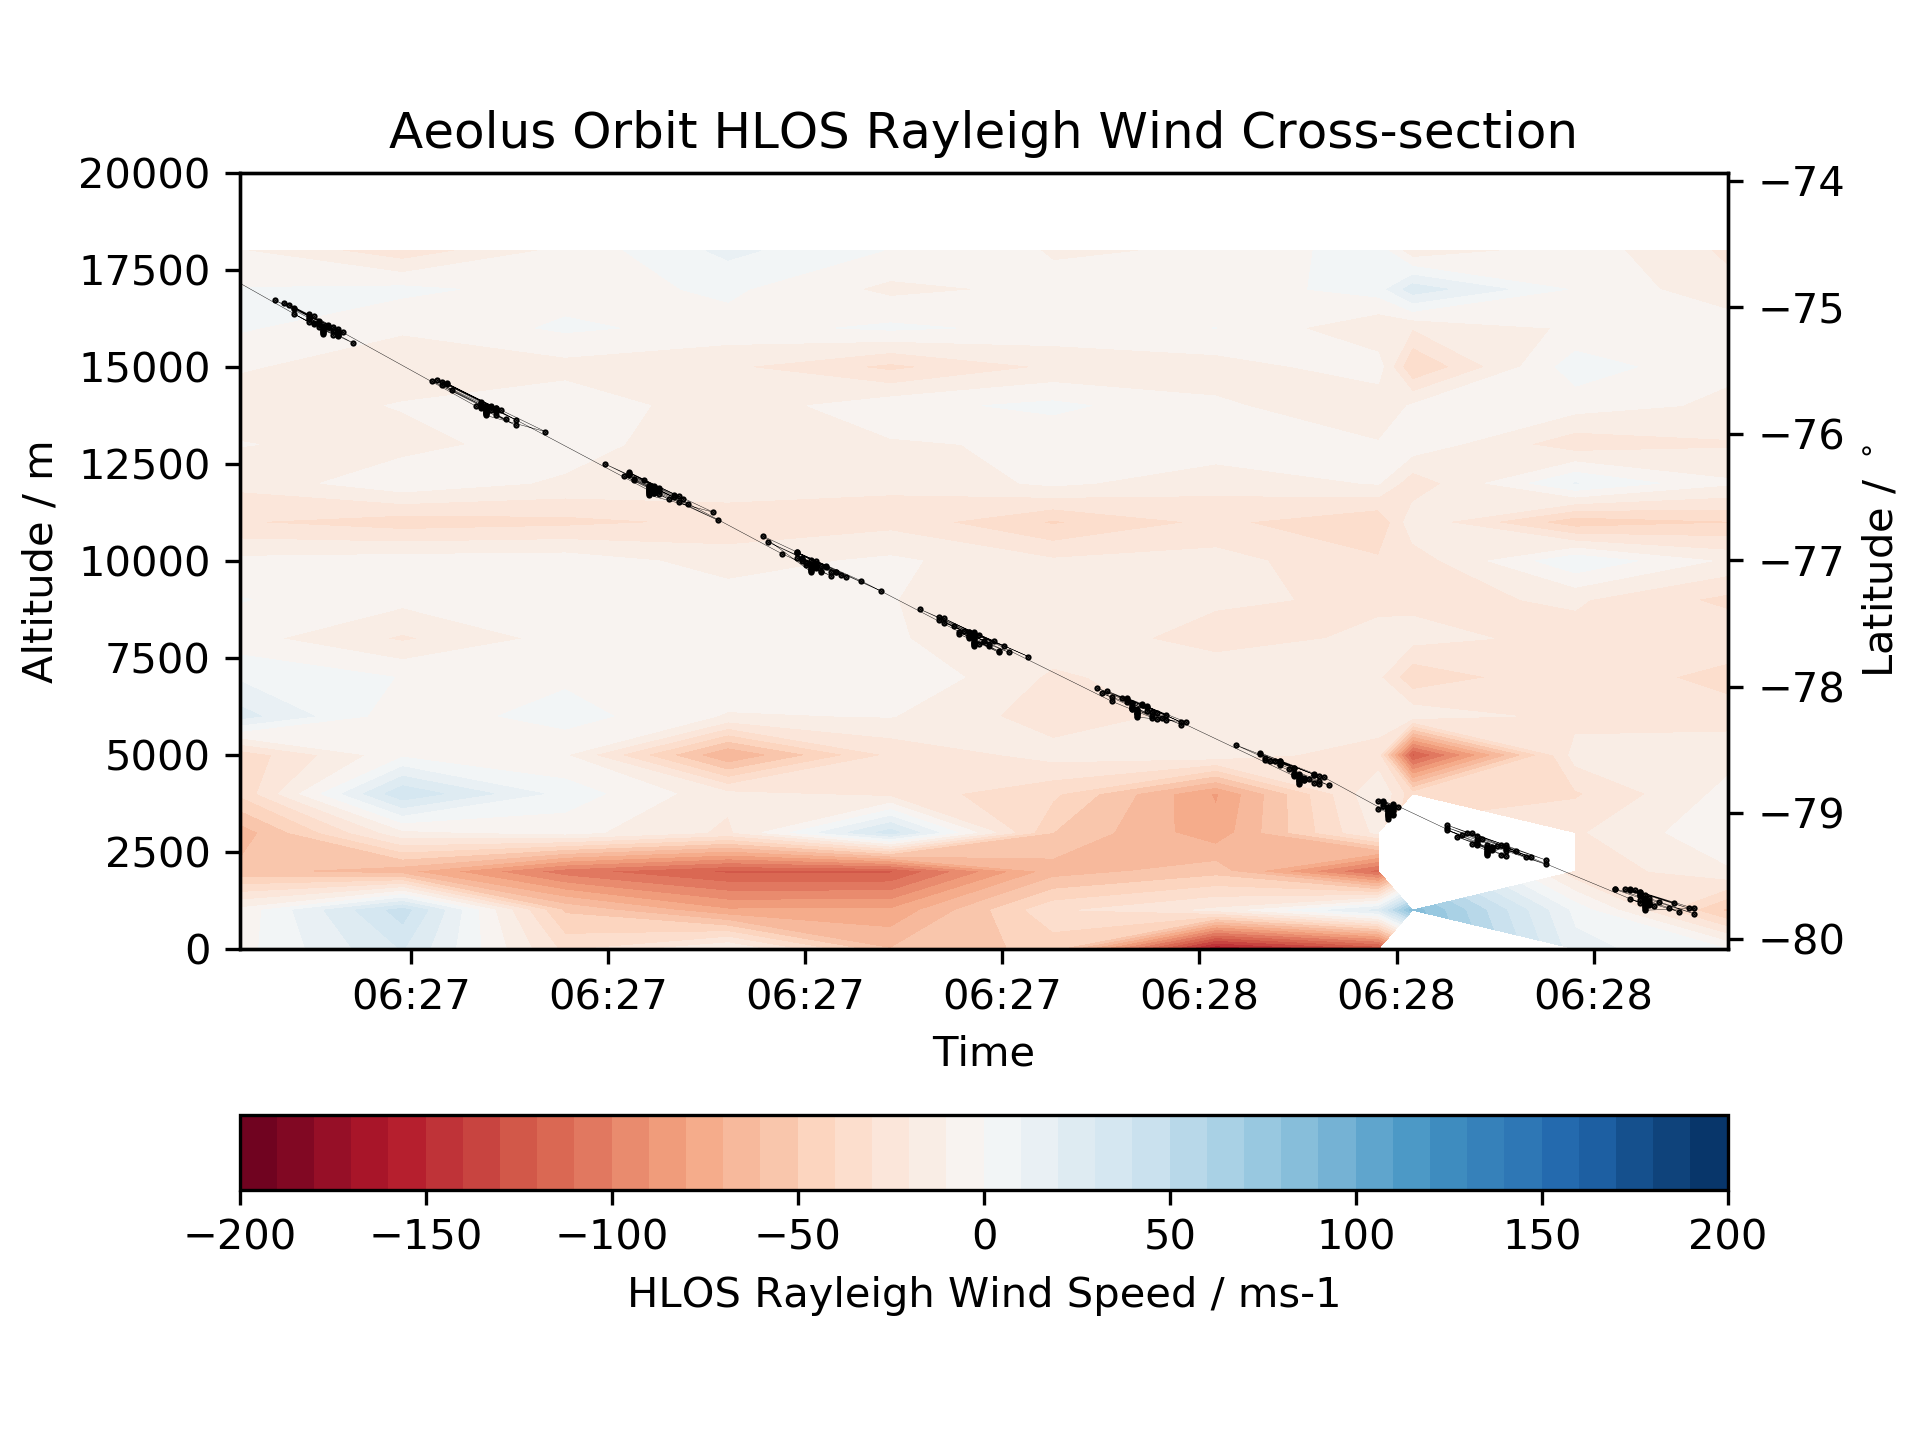 Aeolus Orbit HLOS Rayleigh Wind Cross-section
20000
17500
15000
12500
10000
7500
5000
2500
0
Altitude / m
−74
−75
−76
−77
−78
−79
−80
Latitude / °
06:27 06:27 06:27 06:27 06:28 06:28 06:28
Time
−200 −150 −100 −50 0 50 100 150 200
HLOS Rayleigh Wind Speed / ms-1